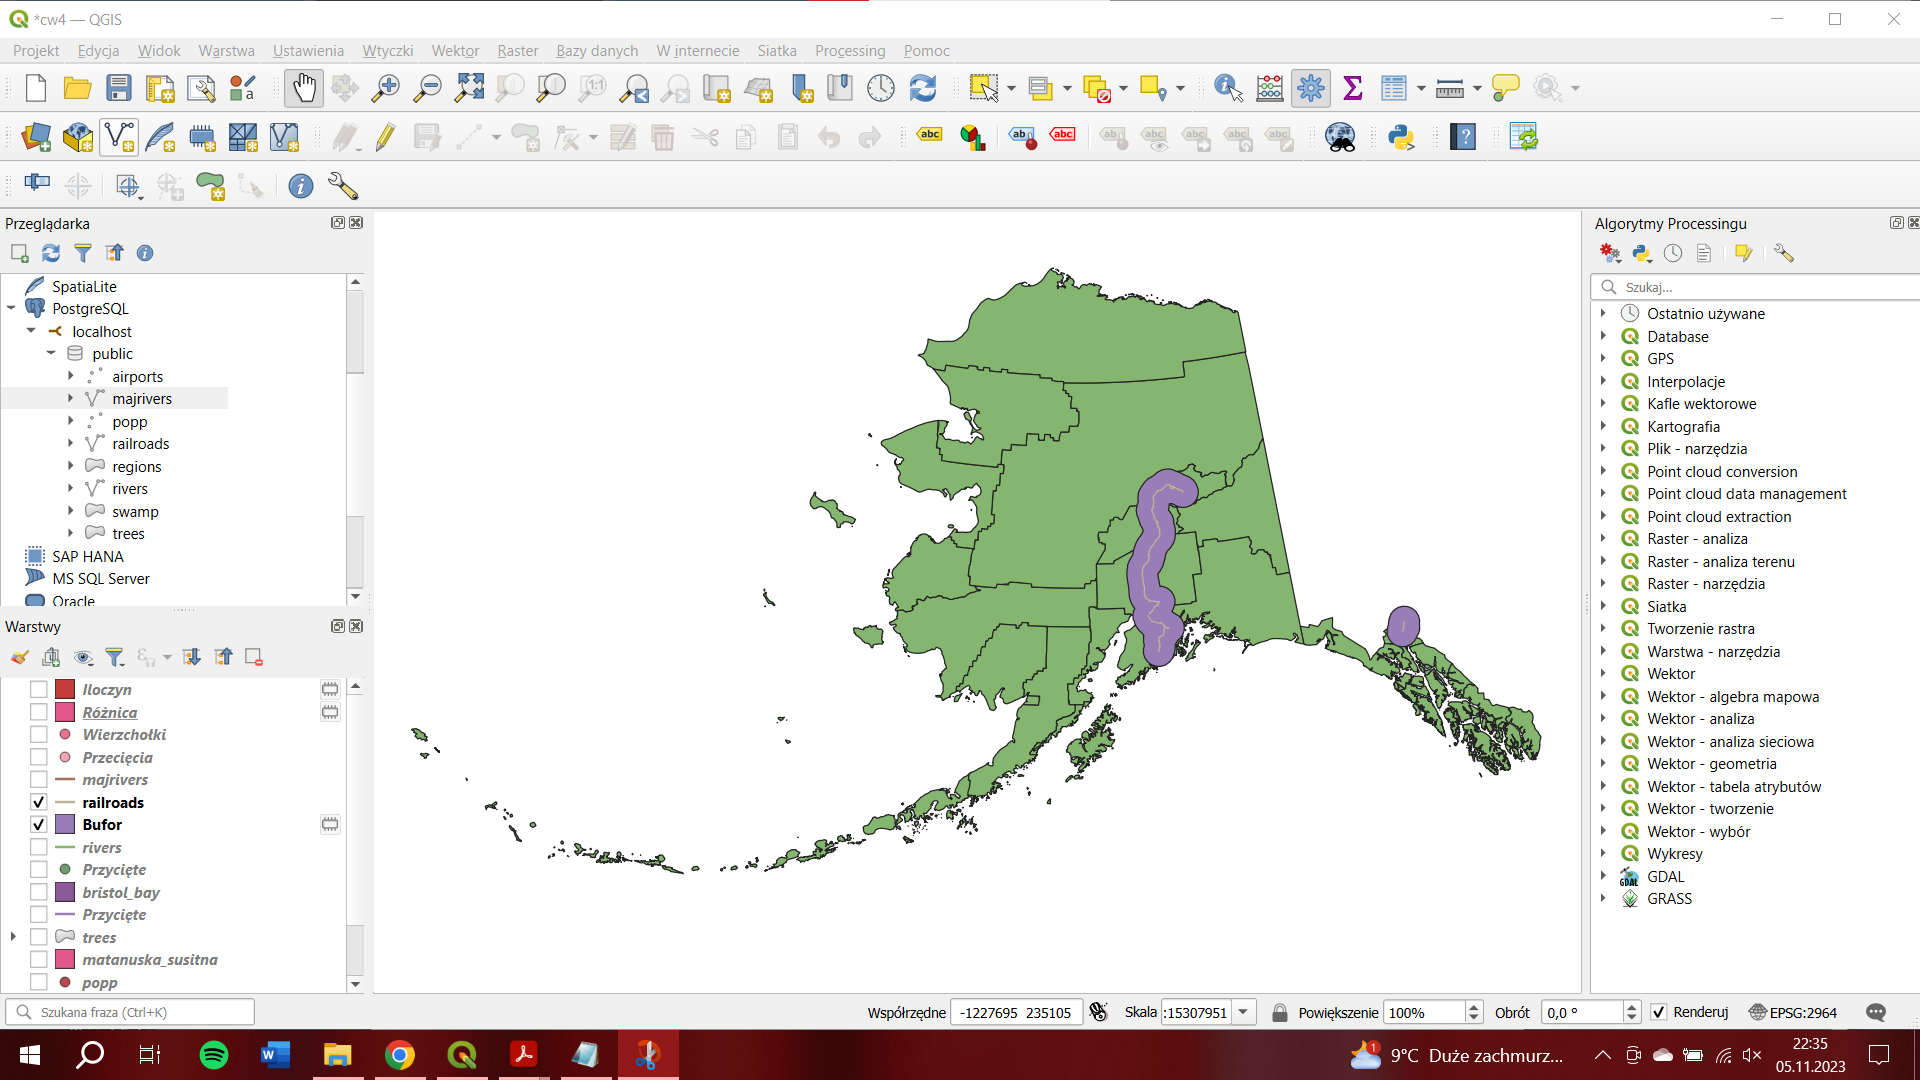 *cw4 — QGIS
Projekt Edycja Widok Warstwa Ustawienia Wtyczki Wektor Raster Bazy danych W internecie Siatka Processing Pomoc
Przeglądarka
SpatiaLite
PostgreSQL
localhost
public
airports
majrivers
popp
railroads
regions
rivers
swamp
trees
SAP HANA
MS SQL Server
Oracle
Warstwy
Iloczyn
Różnica
Wierzchołki
Przecięcia
majrivers
railroads
Bufor
rivers
Przycięte
bristol_bay
Przycięte
trees
matanuska_susitna
popp
Algorytmy Processingu
Szukaj...
Ostatnio używane
Database
GPS
Interpolacje
Kafle wektorowe
Kartografia
Plik - narzędzia
Point cloud conversion
Point cloud data management
Point cloud extraction
Raster - analiza
Raster - analiza terenu
Raster - narzędzia
Siatka
Tworzenie rastra
Warstwa - narzędzia
Wektor
Wektor - algebra mapowa
Wektor - analiza
Wektor - analiza sieciowa
Wektor - geometria
Wektor - tabela atrybutów
Wektor - tworzenie
Wektor - wybór
Wykresy
GDAL
GRASS
Szukana fraza (Ctrl+K)
Współrzędne -1227695 235105 Skala :15307951 Powiększenie 100% Obrót 0,0 ° Renderuj EPSG:2964
9°C Duże zachmurz...
22:35
05.11.2023